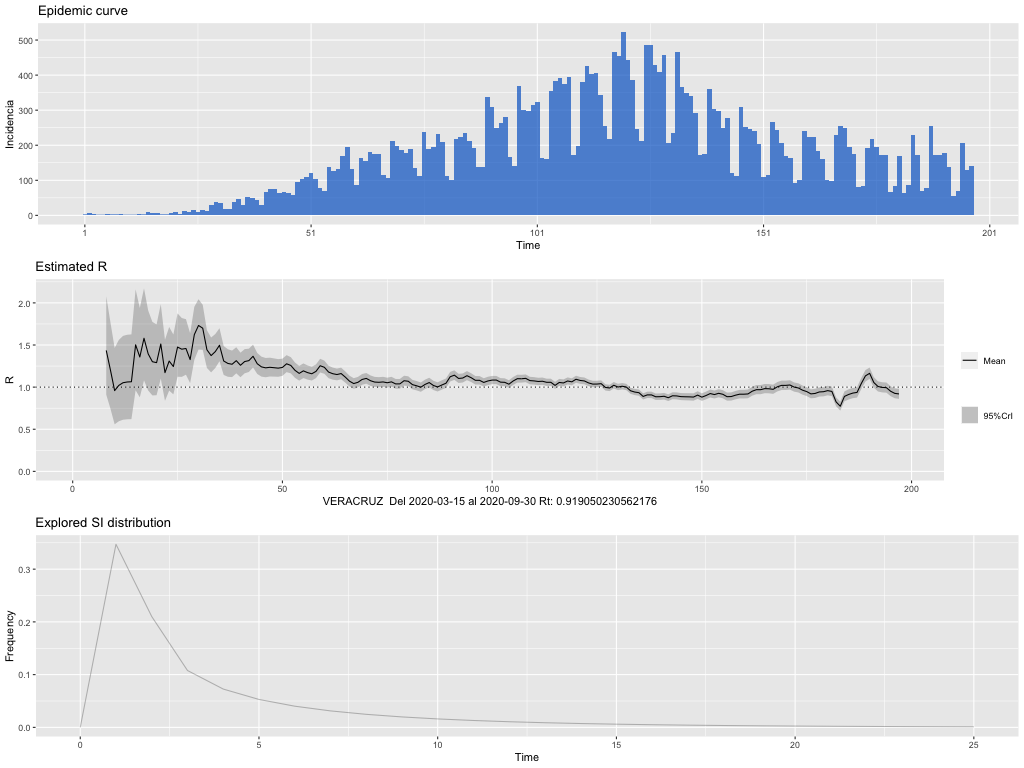 Epidemic curve
Incidencia
500
400
300
200
100
0
1 51 101 151 201
Time
Estimated R
R
2.0
1.5
1.0
0.5
0.0
0 50 100 150 200
Mean
95%CrI
VERACRUZ Del 2020-03-15 al 2020-09-30 Rt: 0.919050230562176
Explored SI distribution
Frequency
0.3
0.2
0.1
0.0
0 5 10 15 20 25
Time